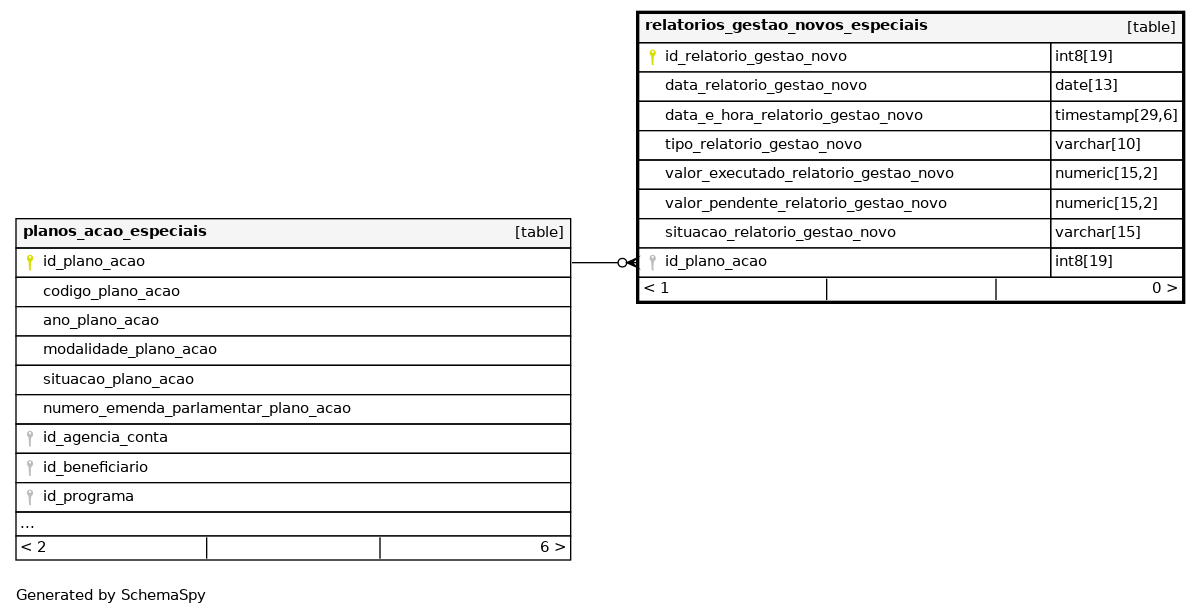 relatorios_gestao_novos_especiais [table]
id_relatorio_gestao_novo int8[19]
data_relatorio_gestao_novo date[13]
data_e_hora_relatorio_gestao_novo timestamp[29,6]
tipo_relatorio_gestao_novo varchar[10]
valor_executado_relatorio_gestao_novo numeric[15,2]
valor_pendente_relatorio_gestao_novo numeric[15,2]
situacao_relatorio_gestao_novo varchar[15]
id_plano_acao int8[19]
< 1 0 >
planos_acao_especiais [table]
id_plano_acao
codigo_plano_acao
ano_plano_acao
modalidade_plano_acao
situacao_plano_acao
numero_emenda_parlamentar_plano_acao
id_agencia_conta
id_beneficiario
id_programa
...
< 2 6 >
Generated by SchemaSpy